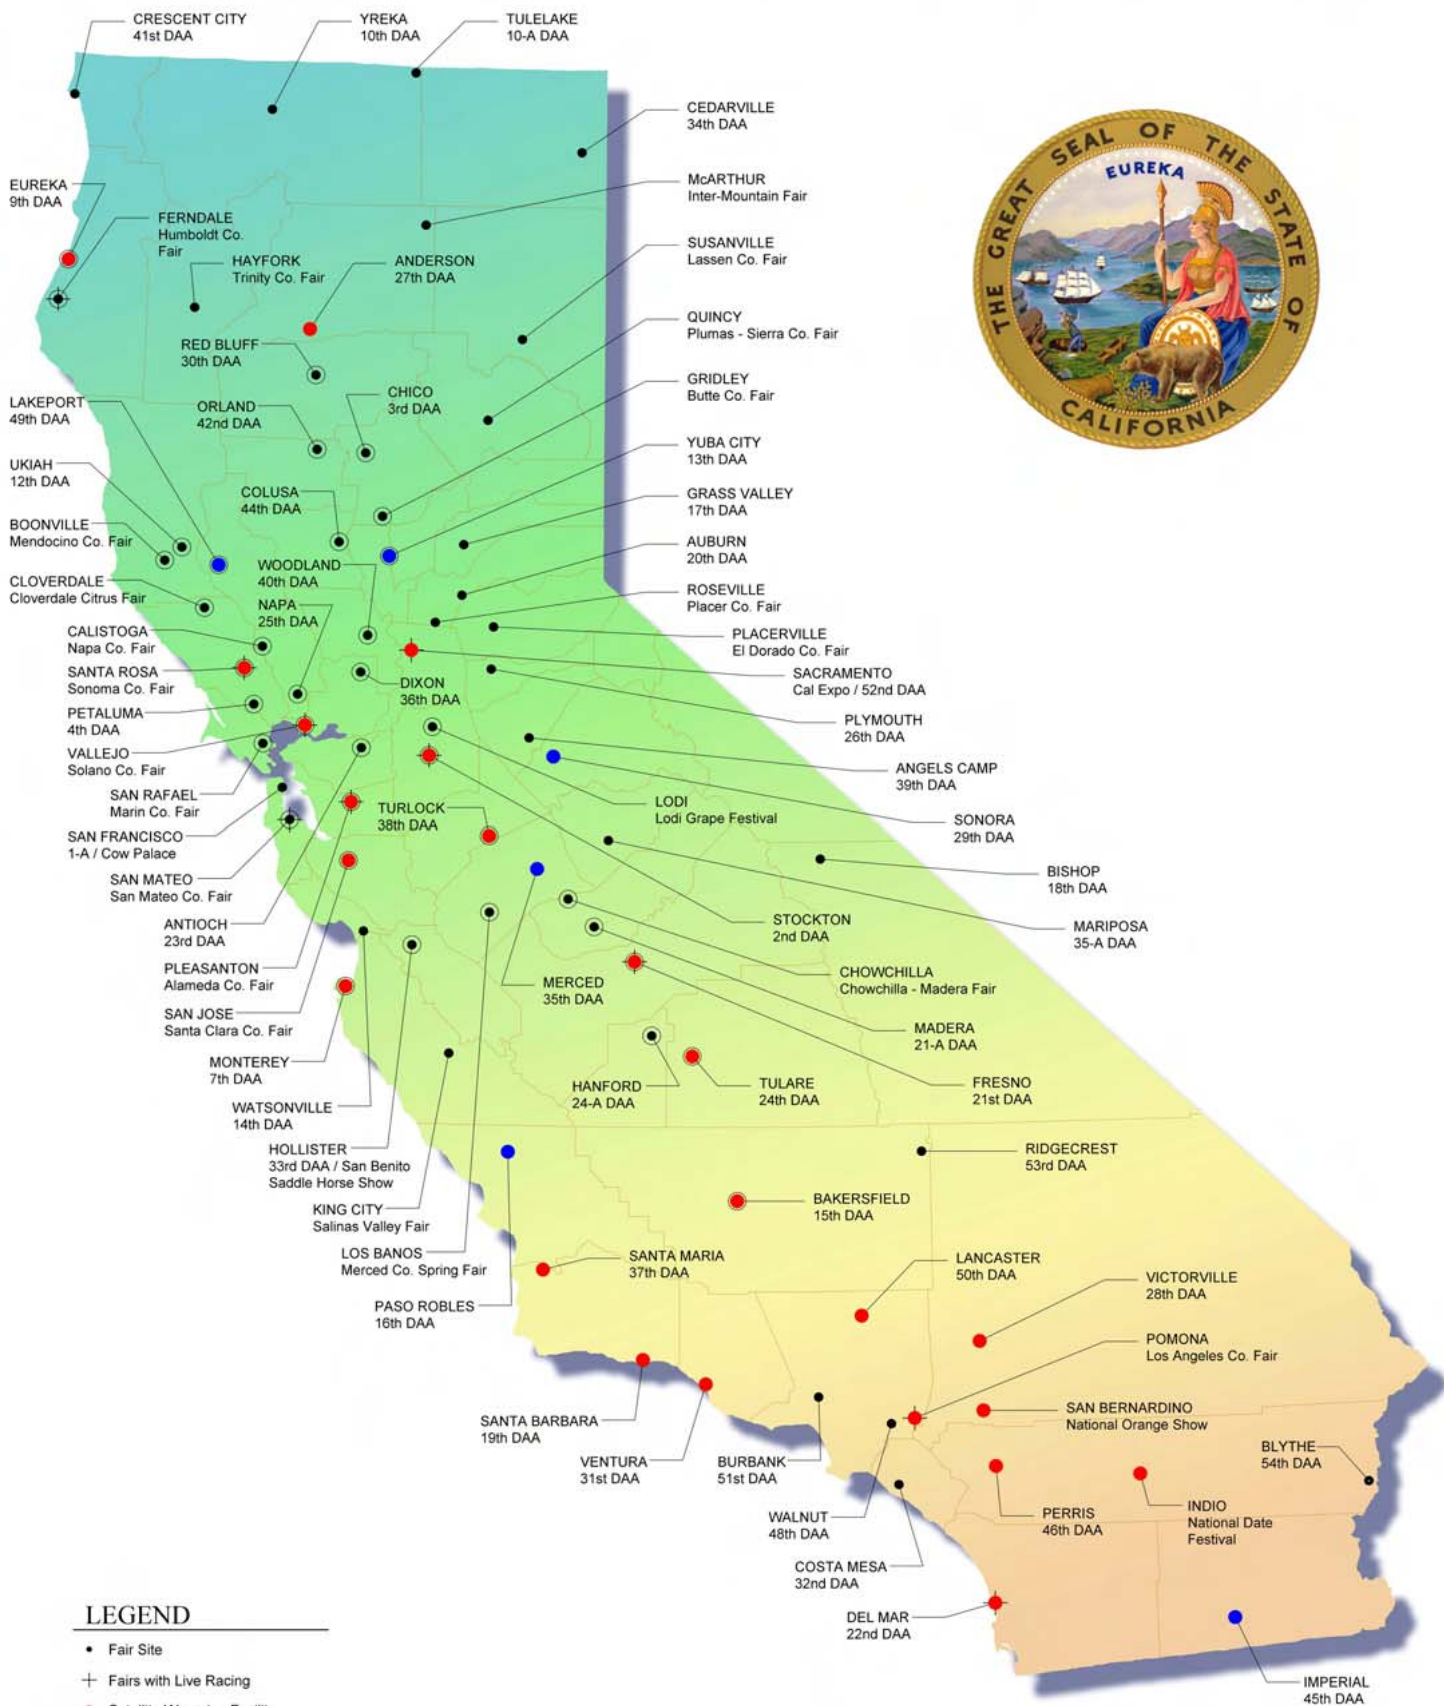 CRESCENT CITY
41st DAA
YREKA
10th DAA
TULELAKE
10-A DAA
CEDARVILLE
34th DAA
McARTHUR
Inter-Mountain Fair
SUSANVILLE
Lassen Co. Fair
QUINCY
Plumas - Sierra Co. Fair
GRIDLEY
Butte Co. Fair
YUBA CITY
13th DAA
GRASS VALLEY
17th DAA
AUBURN
20th DAA
ROSEVILLE
Placer Co. Fair
PLACERVILLE
El Dorado Co. Fair
SACRAMENTO
Cal Expo / 52nd DAA
PLYMOUTH
26th DAA
ANGELS CAMP
39th DAA
SONORA
29th DAA
BISHOP
18th DAA
MARIPOSA
35-A DAA
THE GREAT SEAL OF THE STATE OF CALIFORNIA
EUREKA
EUREKA
9th DAA
FERNDALE
Humboldt Co.
Fair
HAYFORK
Trinity Co. Fair
ANDERSON
27th DAA
RED BLUFF
30th DAA
CHICO
3rd DAA
ORLAND
42nd DAA
LAKEPORT
49th DAA
UKIAH
12th DAA
COLUSA
44th DAA
BOONVILLE
Mendocino Co. Fair
WOODLAND
40th DAA
CLOVERDALE
Cloverdale Citrus Fair
NAPA
25th DAA
CALISTOGA
Napa Co. Fair
SANTA ROSA
Sonoma Co. Fair
DIXON
36th DAA
PETALUMA
4th DAA
VALLEJO
Solano Co. Fair
SAN RAFAEL
Marin Co. Fair
TURLOCK
38th DAA
LODI
Lodi Grape Festival
SAN FRANCISCO
1-A / Cow Palace
SAN MATEO
San Mateo Co. Fair
ANTIOCH
23rd DAA
STOCKTON
2nd DAA
PLEASANTON
Alameda Co. Fair
MERCED
35th DAA
CHOWCHILLA
Chowchilla - Madera Fair
SAN JOSE
Santa Clara Co. Fair
MADERA
21-A DAA
MONTEREY
7th DAA
HANFORD
24-A DAA
TULARE
24th DAA
FRESNO
21st DAA
WATSONVILLE
14th DAA
HOLLISTER
33rd DAA / San Benito
Saddle Horse Show
RIDGECREST
53rd DAA
KING CITY
Salinas Valley Fair
BAKERSFIELD
15th DAA
LOS BANOS
Merced Co. Spring Fair
SANTA MARIA
37th DAA
LANCASTER
50th DAA
VICTORVILLE
28th DAA
PASO ROBLES
16th DAA
POMONA
Los Angeles Co. Fair
SANTA BARBARA
19th DAA
SAN BERNARDINO
National Orange Show
VENTURA
31st DAA
BURBANK
51st DAA
BLYTHE
54th DAA
WALNUT
48th DAA
PERRIS
46th DAA
INDIO
National Date
Festival
COSTA MESA
32nd DAA
DEL MAR
22nd DAA
IMPERIAL
45th DAA
LEGEND
Fair Site
Fairs with Live Racing